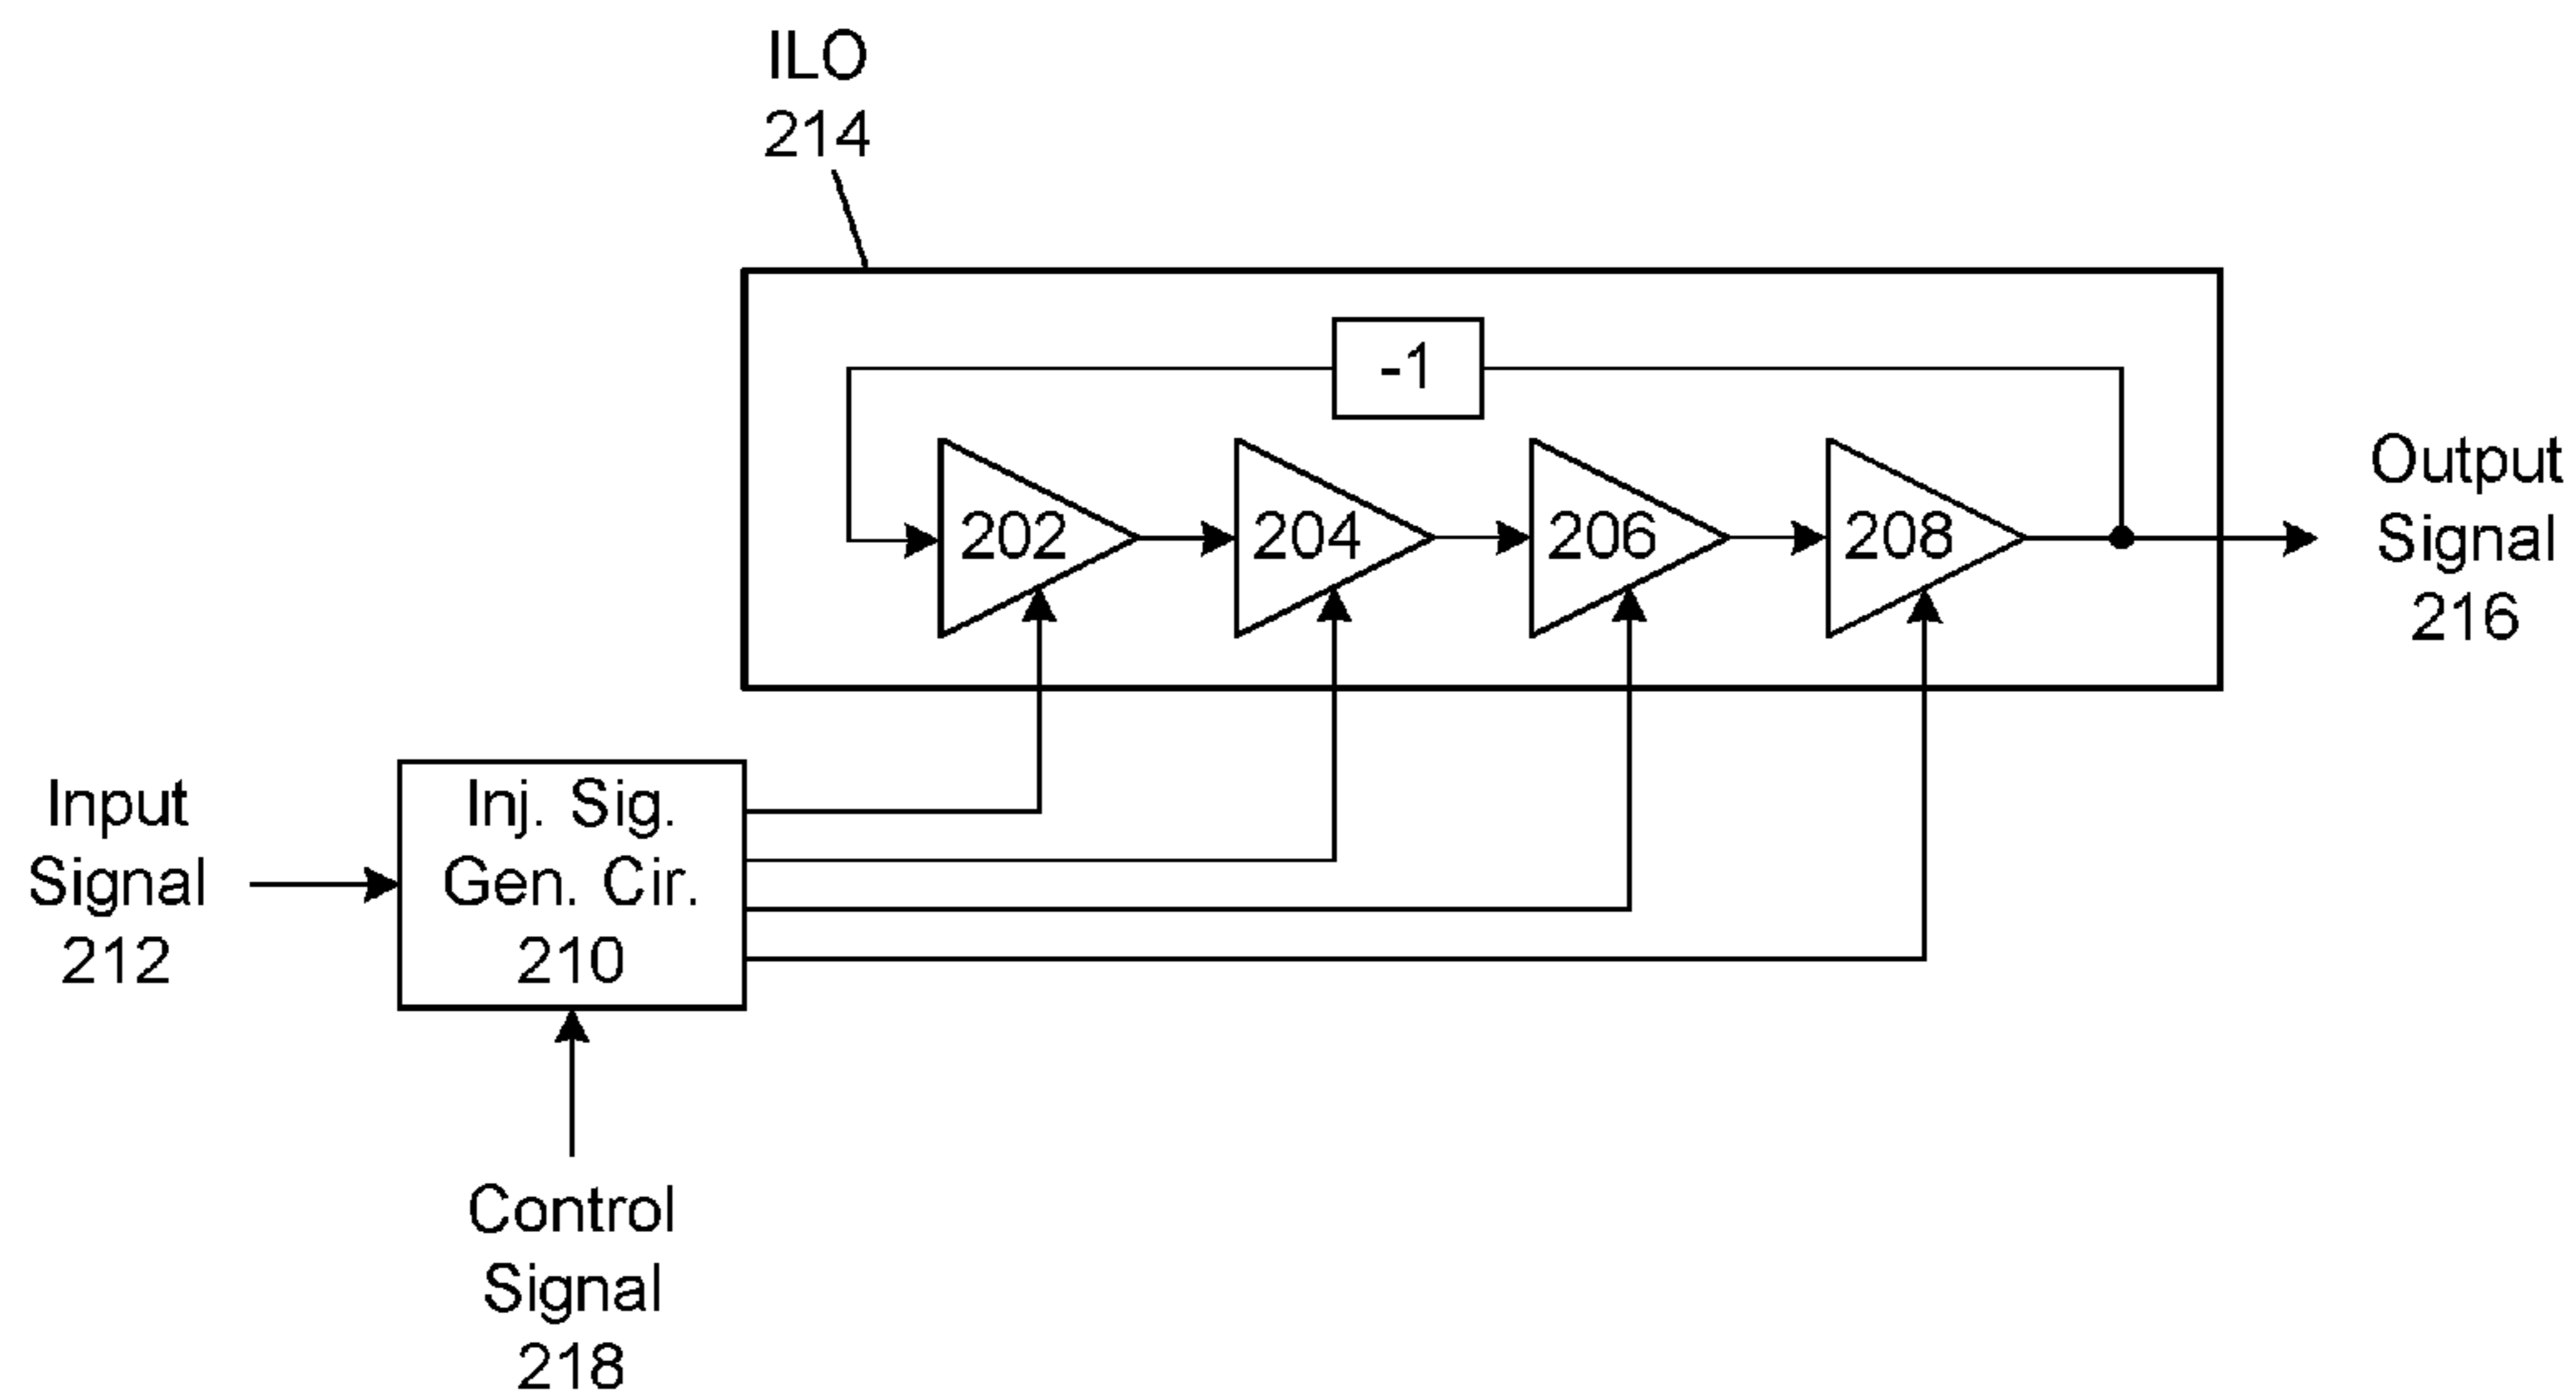 ILO
214
-1
202
204
206
208
Output
Signal
216
Input
Signal
212
Inj. Sig.
Gen. Cir.
210
Control
Signal
218